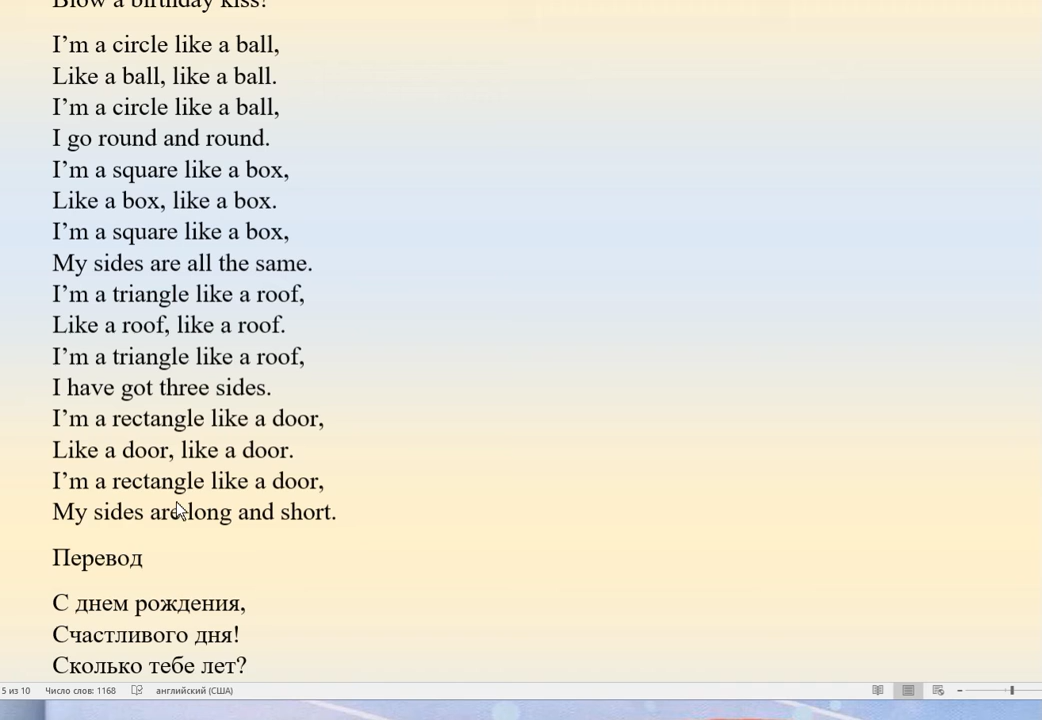 Blow a birthday kiss!
I’m a circle like a ball,
Like a ball, like a ball.
I’m a circle like a ball,
I go round and round.
I’m a square like a box,
Like a box, like a box.
I’m a square like a box,
My sides are all the same.
I’m a triangle like a roof,
Like a roof, like a roof.
I’m a triangle like a roof,
I have got three sides.
I’m a rectangle like a door,
Like a door, like a door.
I’m a rectangle like a door,
My sides are long and short.
Перевод
С днем рождения,
Счастливого дня!
Сколько тебе лет?
5 из 10 Число слов: 1168 английский (США)